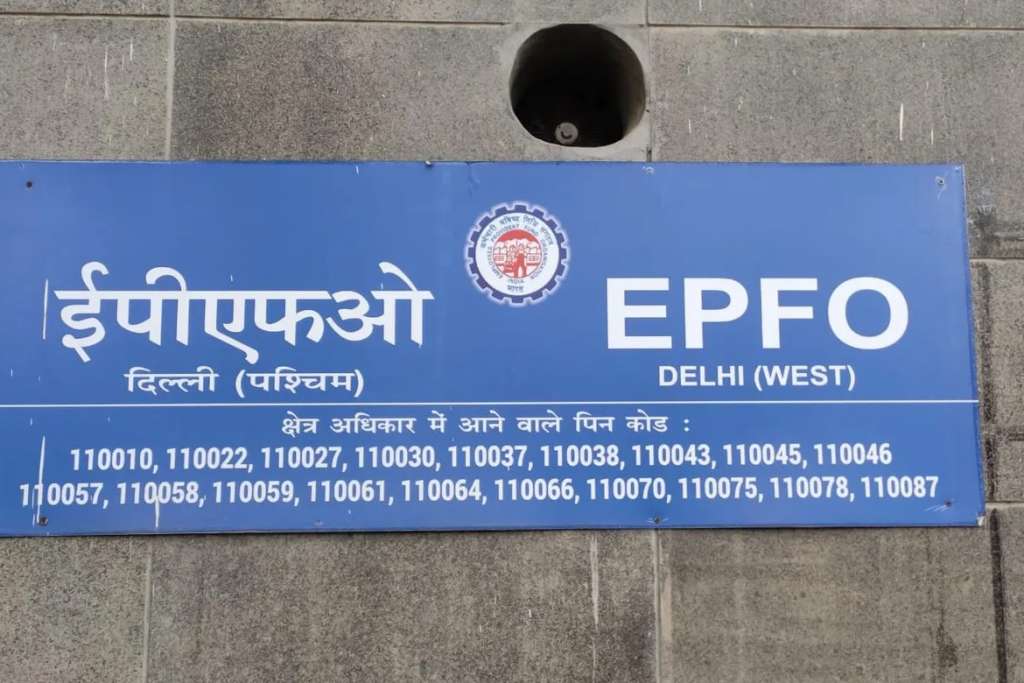 ईपीएफओ
दिल्ली (पश्चिम)
EPFO
DELHI (WEST)
क्षेत्र अधिकार में आने वाले पिन कोड :
110010, 110022, 110027, 110030, 110037, 110038, 110043, 110045, 110046
110057, 110058, 110059, 110061, 110064, 110066, 110070, 110075, 110078, 110087